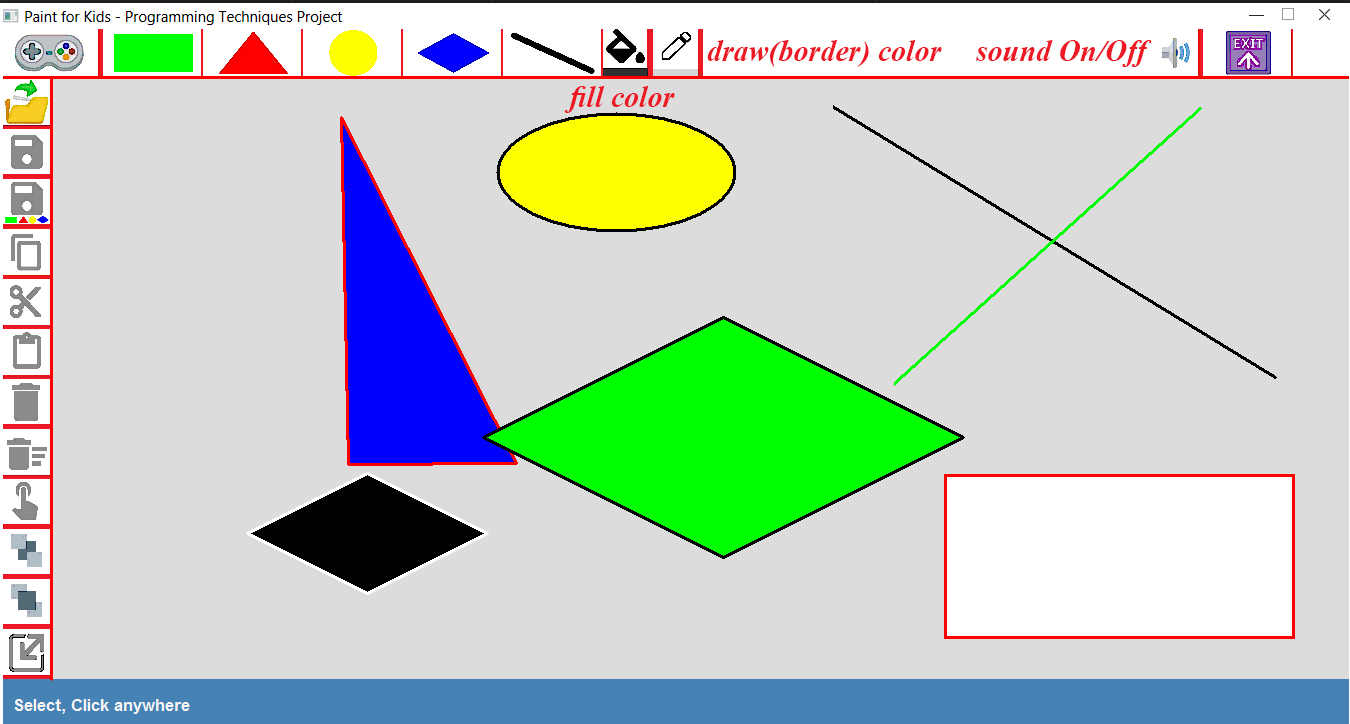 Paint for Kids - Programming Techniques Project
draw(border) color
sound On/Off
EXIT
fill color
Select, Click anywhere